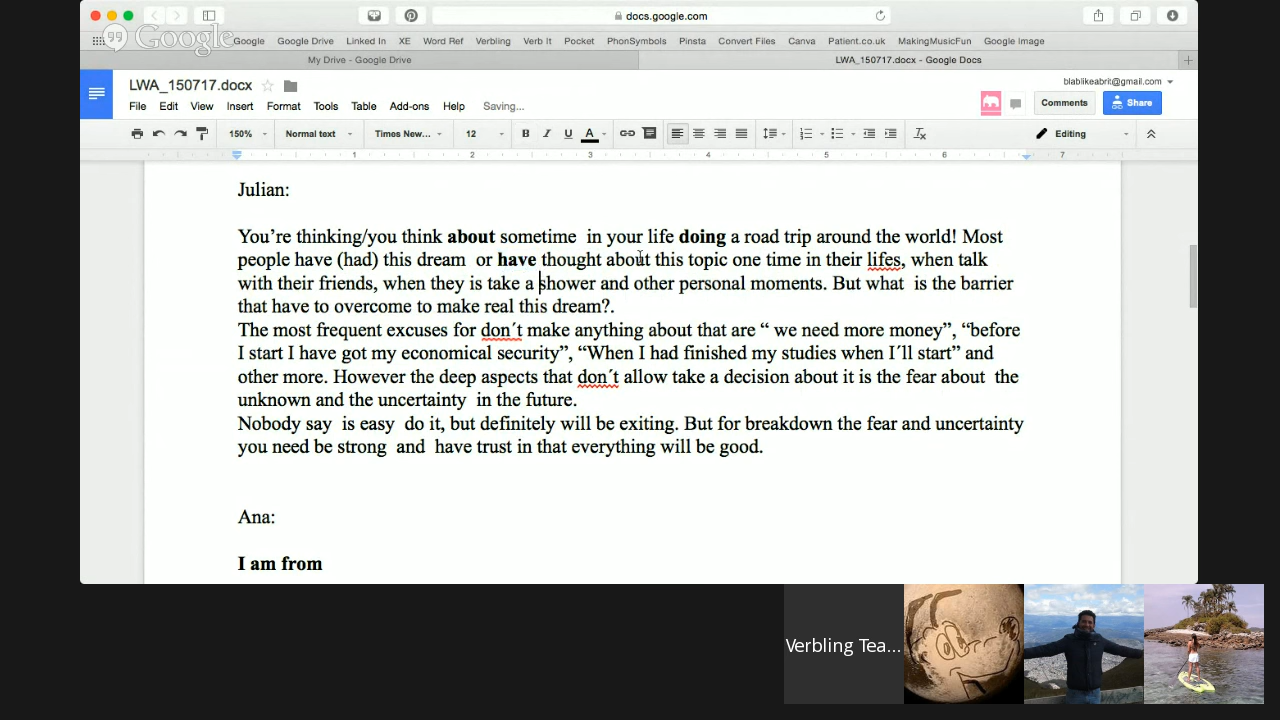 docs.google.com
Google
Google Google Drive Linked In XE Word Ref Verbling Verb It Pocket PhonSymbols Pinsta Convert Files Canva Patient.co.uk MakingMusicFun Google Image
My Drive - Google Drive LWA_150717.docx - Google Docs
LWA_150717.docx blablikeabrit@gmail.com
File Edit View Insert Format Tools Table Add-ons Help Saving... Comments Share
150% Normal text Times New... 12 B I U A Editing
1 2 3 4 5 6 7
Julian:
You’re thinking/you think about sometime in your life doing a road trip around the world! Most
people have (had) this dream or have thought about this topic one time in their lifes, when talk
with their friends, when they is take a shower and other personal moments. But what is the barrier
that have to overcome to make real this dream?.
The most frequent excuses for don´t make anything about that are “ we need more money”, “before
I start I have got my economical security”, “When I had finished my studies when I´ll start” and
other more. However the deep aspects that don´t allow take a decision about it is the fear about the
unknown and the uncertainty in the future.
Nobody say is easy do it, but definitely will be exiting. But for breakdown the fear and uncertainty
you need be strong and have trust in that everything will be good.
Ana:
I am from
Verbling Tea...